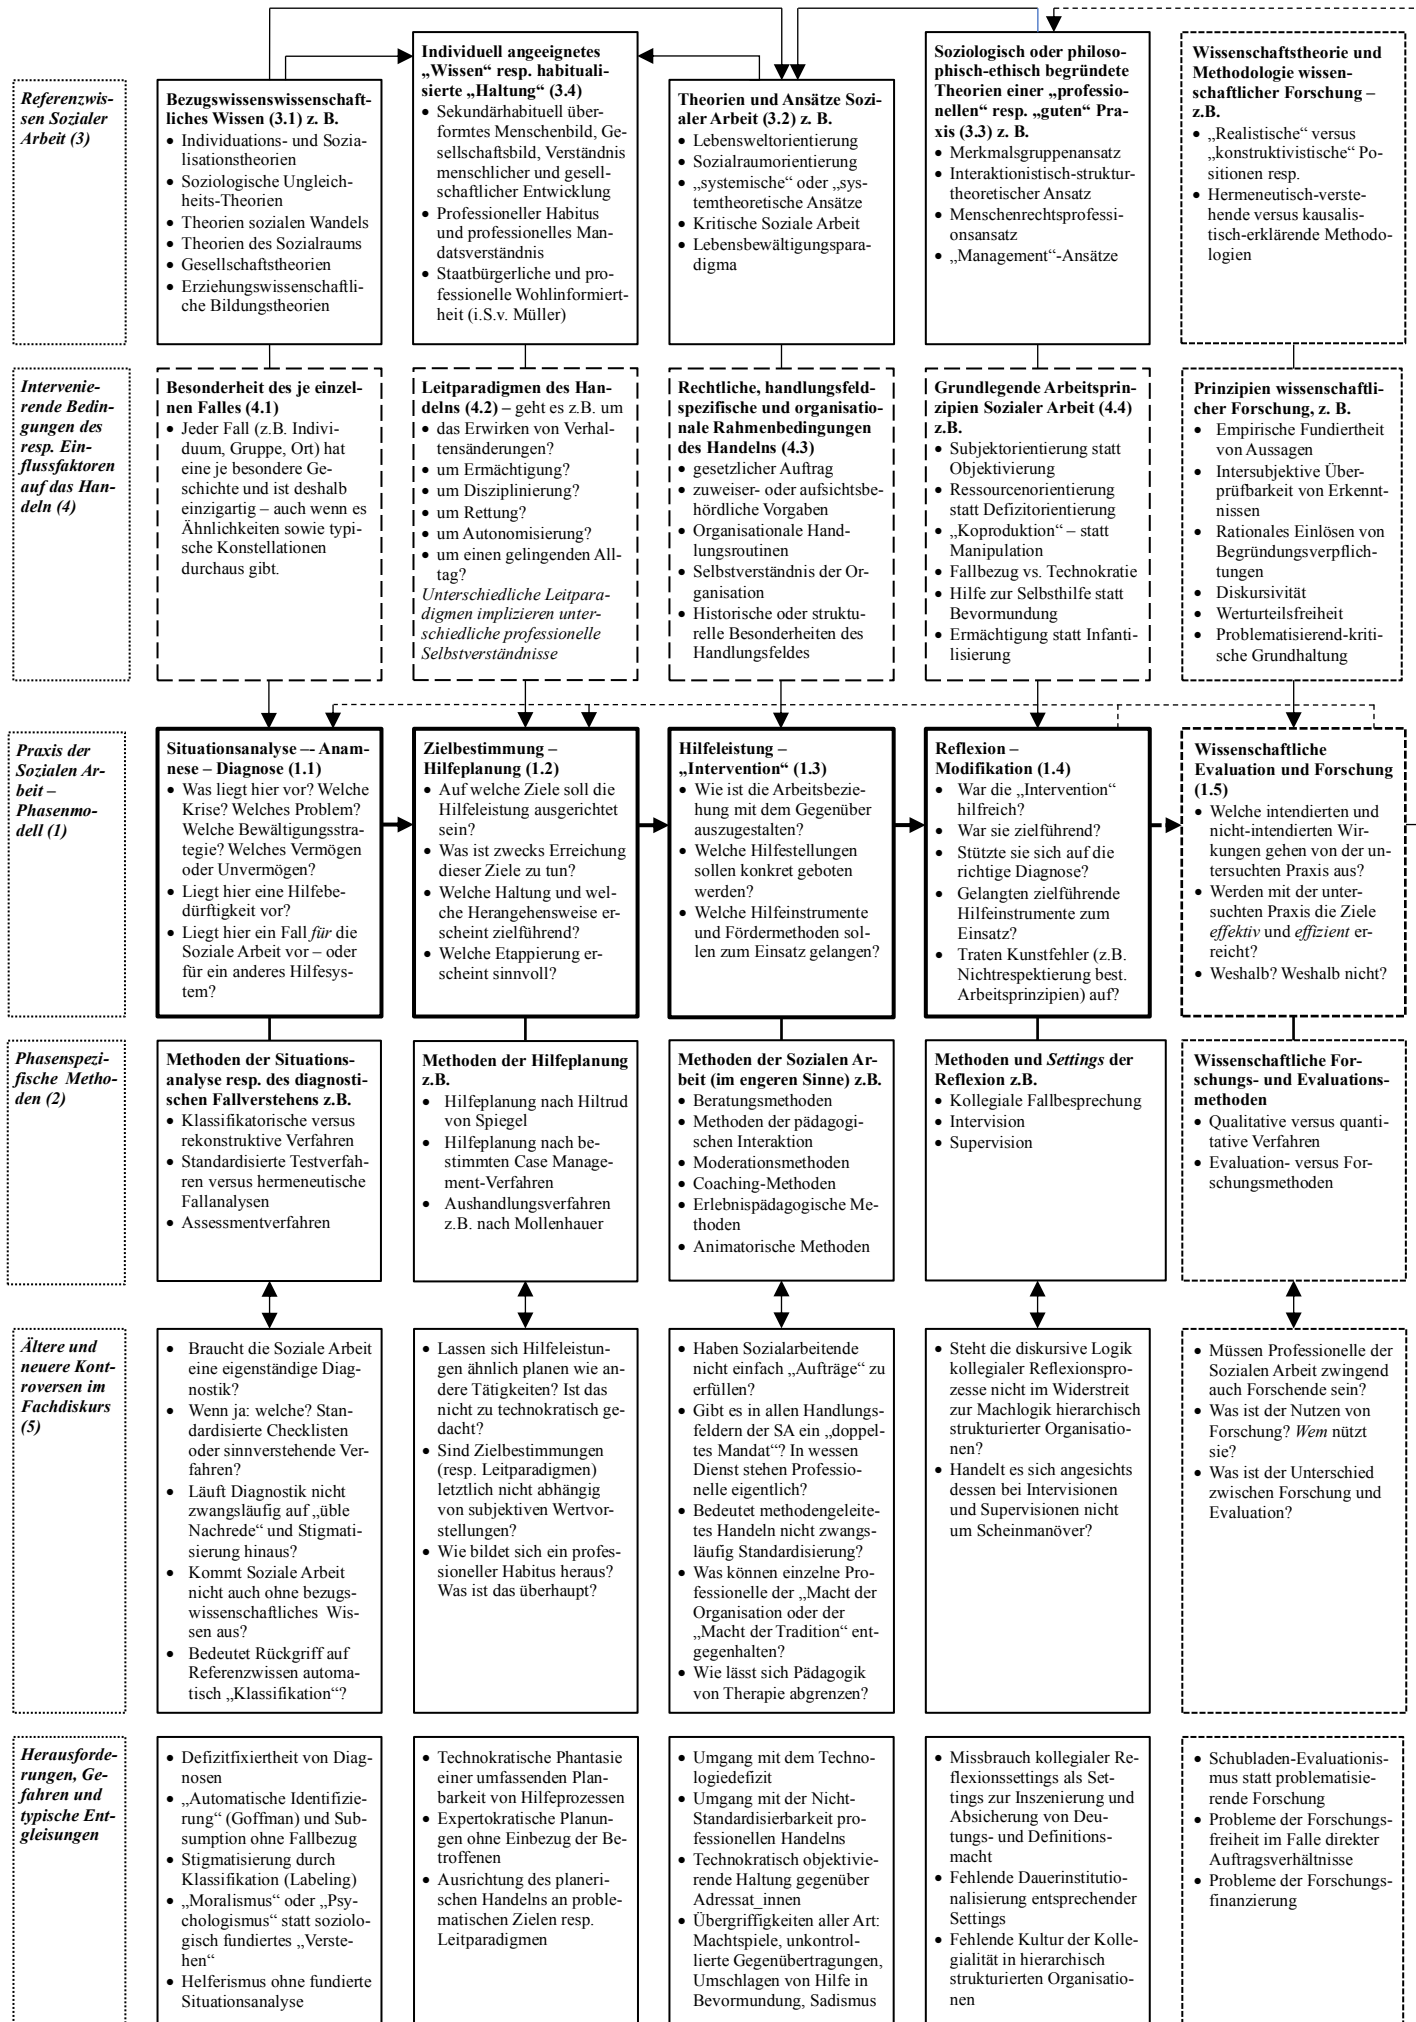 Referenzwis-
sen Sozialer
Arbeit (3)
Bezugswissenswissenschaft-
liches Wissen (3.1) z. B.
• Individuations- und Sozia-
lisationstheorien
• Soziologische Ungleich-
heits-Theorien
• Theorien sozialen Wandels
• Theorien des Sozialraums
• Gesellschaftstheorien
• Erziehungswissenschaftli-
che Bildungstheorien
Individuell angeeignetes
„Wissen“ resp. habituali-
sierte „Haltung“ (3.4)
• Sekundärhabituell über-
formtes Menschenbild, Ge-
sellschaftsbild, Verständnis
menschlicher und gesell-
schaftlicher Entwicklung
• Professioneller Habitus
und professionelles Man-
datsverständnis
• Staatbürgerliche und pro-
fessionelle Wohlinformiert-
heit (i.S.v. Müller)
Theorien und Ansätze Sozi-
aler Arbeit (3.2) z. B.
• Lebensweltorientierung
• Sozialraumorientierung
• „systemische“ oder „sys-
temtheoretische Ansätze
• Kritische Soziale Arbeit
• Lebensbewältigungspara-
digma
Soziologisch oder philoso-
phisch-ethisch begründete
Theorien einer „professio-
nellen“ resp. „guten“ Pra-
xis (3.3) z. B.
• Merkmalsgruppenansatz
• Interaktionistisch-struktur-
theoretischer Ansatz
• Menschenrechtsprofessi-
onsansatz
• „Management“-Ansätze
Wissenschaftstheorie und
Methodologie wissen-
schaftlicher Forschung –
z.B.
• „Realistische“ versus
„konstruktivistische“ Po-
sitionen resp.
• Hermeneutisch-verste-
hende versus kausalis-
tisch-erklärende Methodo-
logien
Intervenie-
rende Bedin-
gungen des
resp. Ein-
flussfaktoren
auf das Han-
deln (4)
Besonderheit des je einzel-
nen Falles (4.1)
• Jeder Fall (z.B. Indivi-
duum, Gruppe, Ort) hat
eine je besondere Ge-
schichte und ist deshalb
einzigartig – auch wenn es
Ähnlichkeiten sowie typi-
sche Konstellationen
durchaus gibt.
Leitparadigmen des Han-
delns (4.2) – geht es z.B. um
• das Erwirken von Verhal-
tensänderungen?
• um Ermächtigung?
• um Disziplinierung?
• um Rettung?
• um Autonomisierung?
• um einen gelingenden All-
tag?
Unterschiedliche Leitpara-
digmen implizieren unter-
schiedliche professionelle
Selbstverständnisse
Rechtliche, handlungsfeld-
spezifische und organisatio-
nale Rahmenbedingungen
des Handelns (4.3)
• gesetzlicher Auftrag
• zuweiser- oder aufsichtsbe-
hördliche Vorgaben
• Organisationale Hand-
lungsroutinen
• Selbstverständnis der Or-
ganisation
• Historische oder struktu-
relle Besonderheiten des
Handlungsfeldes
Grundlegende Arbeitsprin-
zipien Sozialer Arbeit (4.4)
z.B.
• Subjektorientierung statt
Objektivierung
• Ressourcenorientierung
statt Defizitorientierung
• „Koproduktion“ – statt
Manipulation
• Fallbezug vs. Technokratie
• Hilfe zur Selbsthilfe statt
Bevormundung
• Ermächtigung statt Infanti-
lisierung
Prinzipien wissenschaftli-
cher Forschung, z. B.
• Empirische Fundiertheit
von Aussagen
• Intersubjektive Über-
prüfbarkeit von Erkennt-
nissen
• Rationales Einlösen von
Begründungsverpflich-
tungen
• Diskursivität
• Werturteilsfreiheit
• Problematisierend-kriti-
sche Grundhaltung
Praxis der
Sozialen Ar-
beit –
Phasenmo-
dell (1)
Situationsanalyse –- Anam-
nese – Diagnose (1.1)
• Was liegt hier vor? Welche
Krise? Welches Problem?
Welche Bewältigungsstra-
tegie? Welches Vermögen
oder Unvermögen?
• Liegt hier eine Hilfebe-
dürftigkeit vor?
• Liegt hier ein Fall für die
Soziale Arbeit vor – oder
für ein anderes Hilfesys-
tem?
Zielbestimmung –
Hilfeplanung (1.2)
• Auf welche Ziele soll die
Hilfeleistung ausgerichtet
sein?
• Was ist zwecks Erreichung
dieser Ziele zu tun?
• Welche Haltung und wel-
che Herangehensweise er-
scheint zielführend?
• Welche Etappierung er-
scheint sinnvoll?
Hilfeleistung –
„Intervention“ (1.3)
• Wie ist die Arbeitsbezie-
hung mit dem Gegenüber
auszugestalten?
• Welche Hilfestellungen
sollen konkret geboten
werden?
• Welche Hilfeinstrumente
und Fördermethoden sol-
len zum Einsatz gelangen?
Reflexion –
Modifikation (1.4)
• War die „Intervention“
hilfreich?
• War sie zielführend?
• Stützte sie sich auf die
richtige Diagnose?
• Gelangten zielführende
Hilfeinstrumente zum
Einsatz?
• Traten Kunstfehler (z.B.
Nichtrespektierung best.
Arbeitsprinzipien) auf?
Wissenschaftliche
Evaluation und Forschung
(1.5)
• Welche intendierten und
nicht-intendierten Wir-
kungen gehen von der un-
tersuchten Praxis aus?
• Werden mit der unter-
suchten Praxis die Ziele
effektiv und effizient er-
reicht?
• Weshalb? Weshalb nicht?
Phasenspezi-
fische Metho-
den (2)
Methoden der Situations-
analyse resp. des diagnosti-
schen Fallverstehens z.B.
• Klassifikatorische versus
rekonstruktive Verfahren
• Standardisierte Testverfah-
ren versus hermeneutische
Fallanalysen
• Assessmentverfahren
Methoden der Hilfeplanung
z.B.
• Hilfeplanung nach Hiltrud
von Spiegel
• Hilfeplanung nach be-
stimmten Case Manage-
ment-Verfahren
• Aushandlungsverfahren
z.B. nach Mollenhauer
Methoden der Sozialen Ar-
beit (im engeren Sinne) z.B.
• Beratungsmethoden
• Methoden der pädagogi-
schen Interaktion
• Moderationsmethoden
• Coaching-Methoden
• Erlebnispädagogische Me-
thoden
• Animatorische Methoden
Methoden und Settings der
Reflexion z.B.
• Kollegiale Fallbesprechung
• Intervision
• Supervision
Wissenschaftliche For-
schungs- und Evaluations-
methoden
• Qualitative versus quanti-
tative Verfahren
• Evaluation- versus For-
schungsmethoden
Ältere und
neuere Kont-
roversen im
Fachdiskurs
(5)
• Braucht die Soziale Arbeit
eine eigenständige Diag-
nostik?
• Wenn ja: welche? Stan-
dardisierte Checklisten
oder sinnverstehende Ver-
fahren?
• Läuft Diagnostik nicht
zwangsläufig auf „üble
Nachrede“ und Stigmati-
sierung hinaus?
• Kommt Soziale Arbeit
nicht auch ohne bezugs-
wissenschaftliches Wis-
sen aus?
• Bedeutet Rückgriff auf
Referenzwissen automa-
tisch „Klassifikation“?
• Lassen sich Hilfeleistun-
gen ähnlich planen wie an-
dere Tätigkeiten? Ist das
nicht zu technokratisch ge-
dacht?
• Sind Zielbestimmungen
(resp. Leitparadigmen)
letztlich nicht abhängig
von subjektiven Wertvor-
stellungen?
• Wie bildet sich ein profes-
sioneller Habitus heraus?
Was ist das überhaupt?
• Haben Sozialarbeitende
nicht einfach „Aufträge“ zu
erfüllen?
• Gibt es in allen Handlungs-
feldern der SA ein „doppel-
tes Mandat“? In wessen
Dienst stehen Professio-
nelle eigentlich?
• Bedeutet methodengeleite-
tes Handeln nicht zwangs-
läufig Standardisierung?
• Was können einzelne Pro-
fessionelle der „Macht der
Organisation oder der
„Macht der Tradition“ ent-
gegenhalten?
• Wie lässt sich Pädagogik
von Therapie abgrenzen?
• Steht die diskursive Logik
kollegialer Reflexionspro-
zesse nicht im Widerstreit
zur Machlogik hierarchisch
strukturierter Organisatio-
nen?
• Handelt es sich angesichts
dessen bei Intervisionen
und Supervisionen nicht
um Scheinmanöver?
• Müssen Professionelle der
Sozialen Arbeit zwingend
auch Forschende sein?
• Was ist der Nutzen von
Forschung? Wem nützt
sie?
• Was ist der Unterschied
zwischen Forschung und
Evaluation?
Herausforde-
rungen, Ge-
fahren und
typische Ent-
gleisungen
• Defizitfixiertheit von Diag-
nosen
• „Automatische Identifizie-
rung“ (Goffman) und Sub-
sumption ohne Fallbezug
• Stigmatisierung durch
Klassifikation (Labeling)
• „Moralismus“ oder „Psy-
chologismus“ statt soziolo-
gisch fundiertes „Verste-
hen“
• Helferismus ohne fundierte
Situationsanalyse
• Technokratische Phantasie
einer umfassenden Plan-
barkeit von Hilfeprozessen
• Expertokratische Planun-
gen ohne Einbezug der Be-
troffenen
• Ausrichtung des planeri-
schen Handelns an proble-
matischen Zielen resp.
Leitparadigmen
• Umgang mit dem Techno-
logiedefizit
• Umgang mit der Nicht-
Standardisierbarkeit pro-
fessionellen Handelns
• Technokratisch objektivie-
rende Haltung gegenüber
Adressat_innen
• Übergriffigkeiten aller Art:
Machtspiele, unkontrol-
lierte Gegenübertragungen,
Umschlagen von Hilfe in
Bevormundung, Sadismus
• Missbrauch kollegialer Re-
flexionssettings als Set-
tings zur Inszenierung und
Absicherung von Deu-
tungs- und Definitions-
macht
• Fehlende Dauerinstitutio-
nalisierung entsprechender
Settings
• Fehlende Kultur der Kolle-
gialität in hierarchisch
strukturierten Organisatio-
nen
• Schubladen-Evaluationis-
mus statt problematisie-
rende Forschung
• Probleme der Forschungs-
freiheit im Falle direkter
Auftragsverhältnisse
• Probleme der Forschungs-
finanzierung